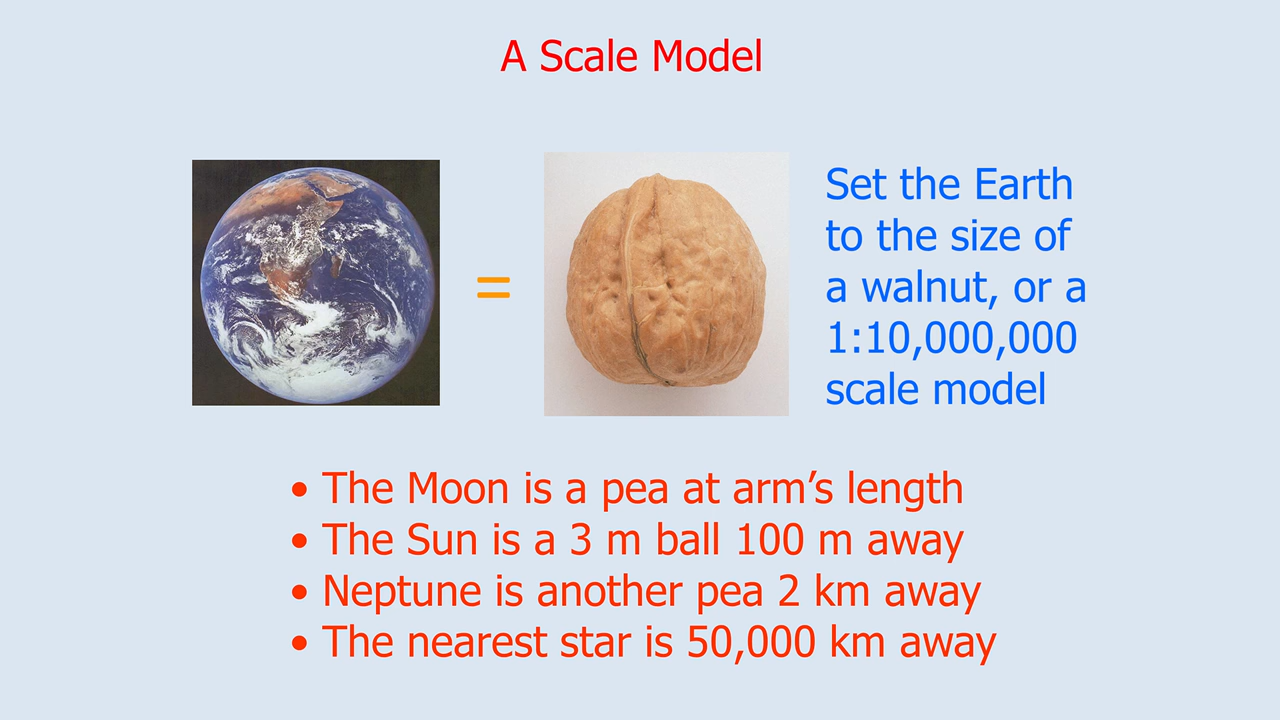 A Scale Model
=
Set the Earth
to the size of
a walnut, or a
1:10,000,000
scale model
• The Moon is a pea at arm’s length
• The Sun is a 3 m ball 100 m away
• Neptune is another pea 2 km away
• The nearest star is 50,000 km away